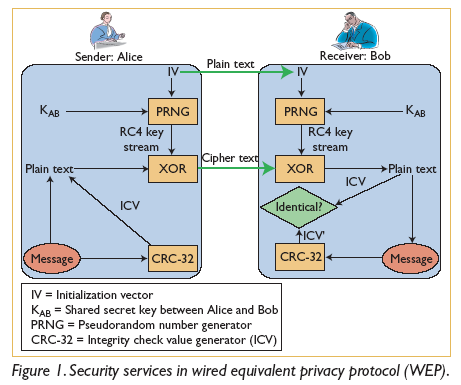 Sender: Alice
Receiver: Bob
IV
Plain text
IV
K_AB
PRNG
PRNG
K_AB
RC4 key
stream
RC4 key
stream
Plain text
XOR
Cipher text
XOR
Plain text
ICV
ICV
Identical?
ICV'
Message
CRC-32
CRC-32
Message
IV = Initialization vector
K_AB = Shared secret key between Alice and Bob
PRNG = Pseudorandom number generator
CRC-32 = Integrity check value generator (ICV)
Figure 1. Security services in wired equivalent privacy protocol (WEP).